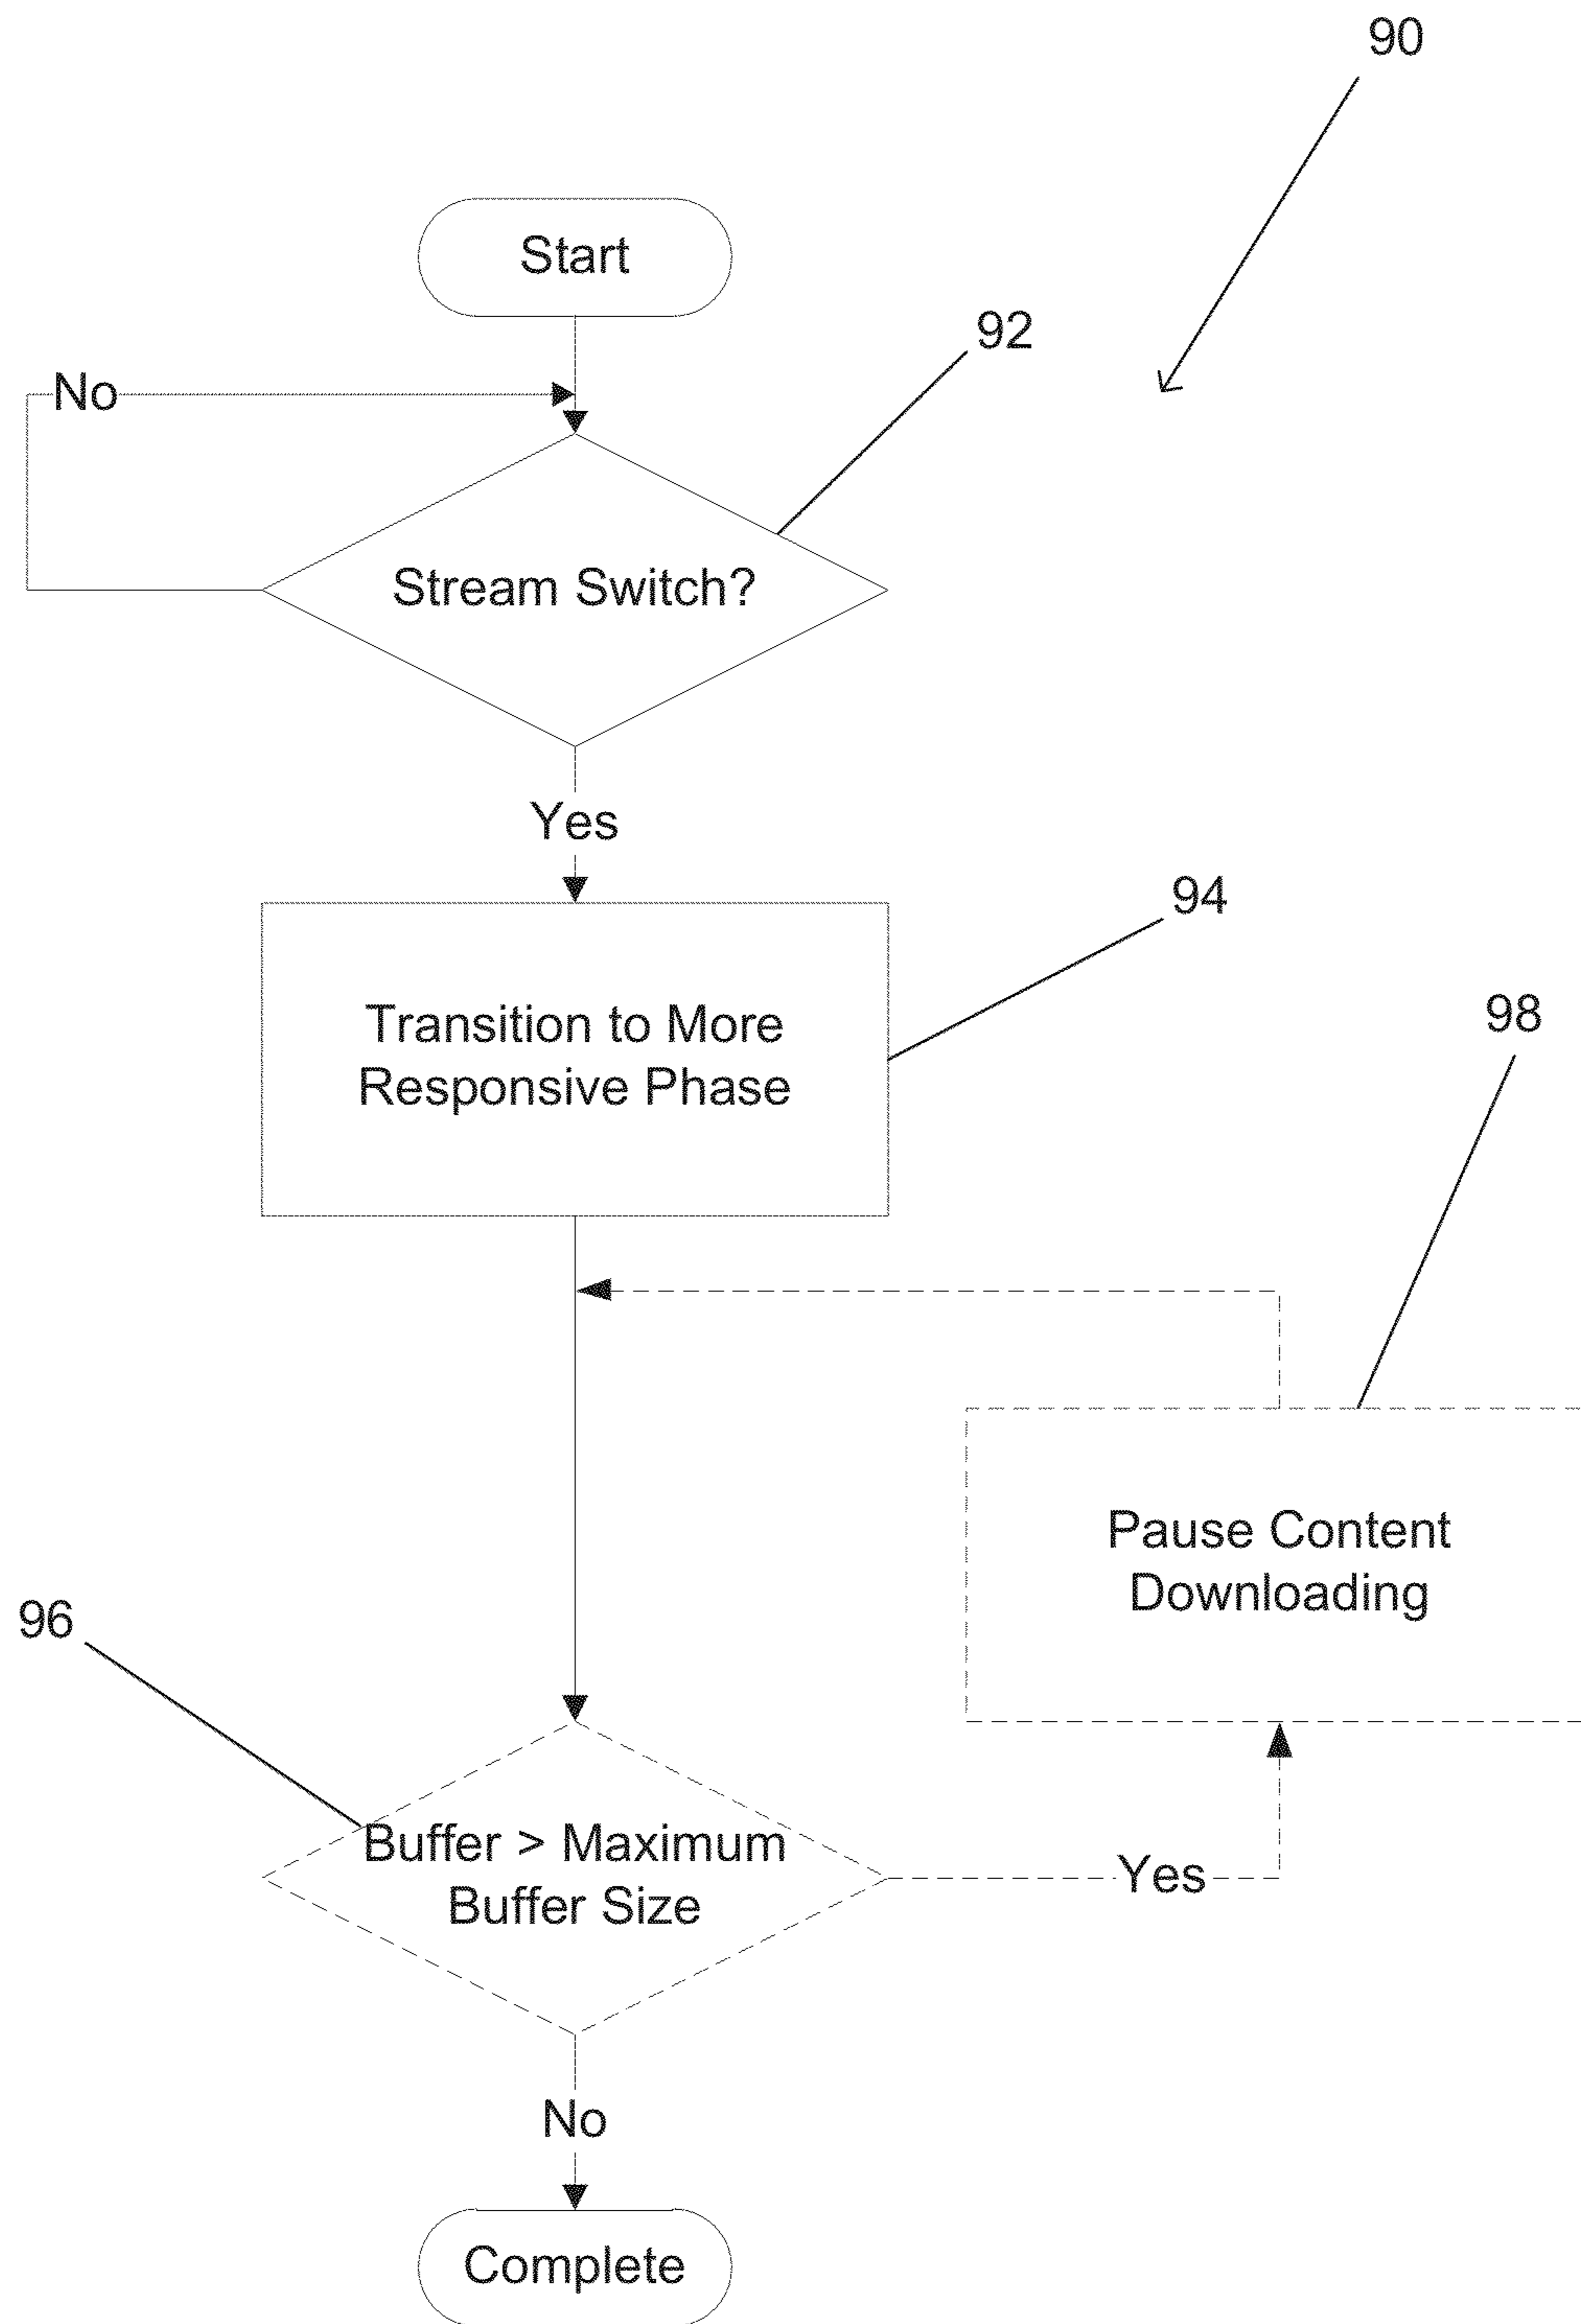 90
Start
92
No
Stream Switch?
Yes
94
Transition to More
Responsive Phase
98
Pause Content
Downloading
96
Buffer > Maximum
Buffer Size
Yes
No
Complete